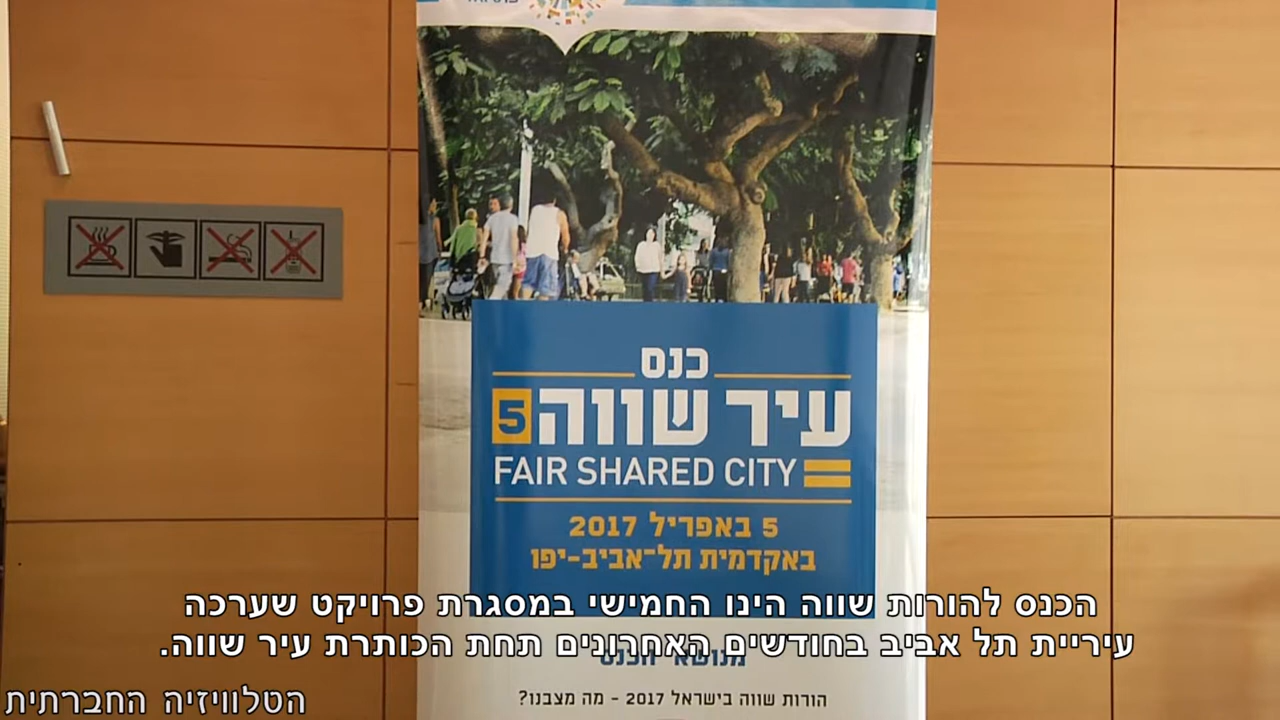 כנס
עיר שווה 5
FAIR SHARED CITY
5 באפריל 2017
באקדמית תל־אביב-יפו
הכנס להורות שווה הינו החמישי במסגרת פרויקט שערכה
עיריית תל אביב בחודשים האחרונים תחת הכותרת עיר שווה.
מנושא הכנס
הורות שווה בישראל 2017 - מה מצבנו?
הטלוויזיה החברתית